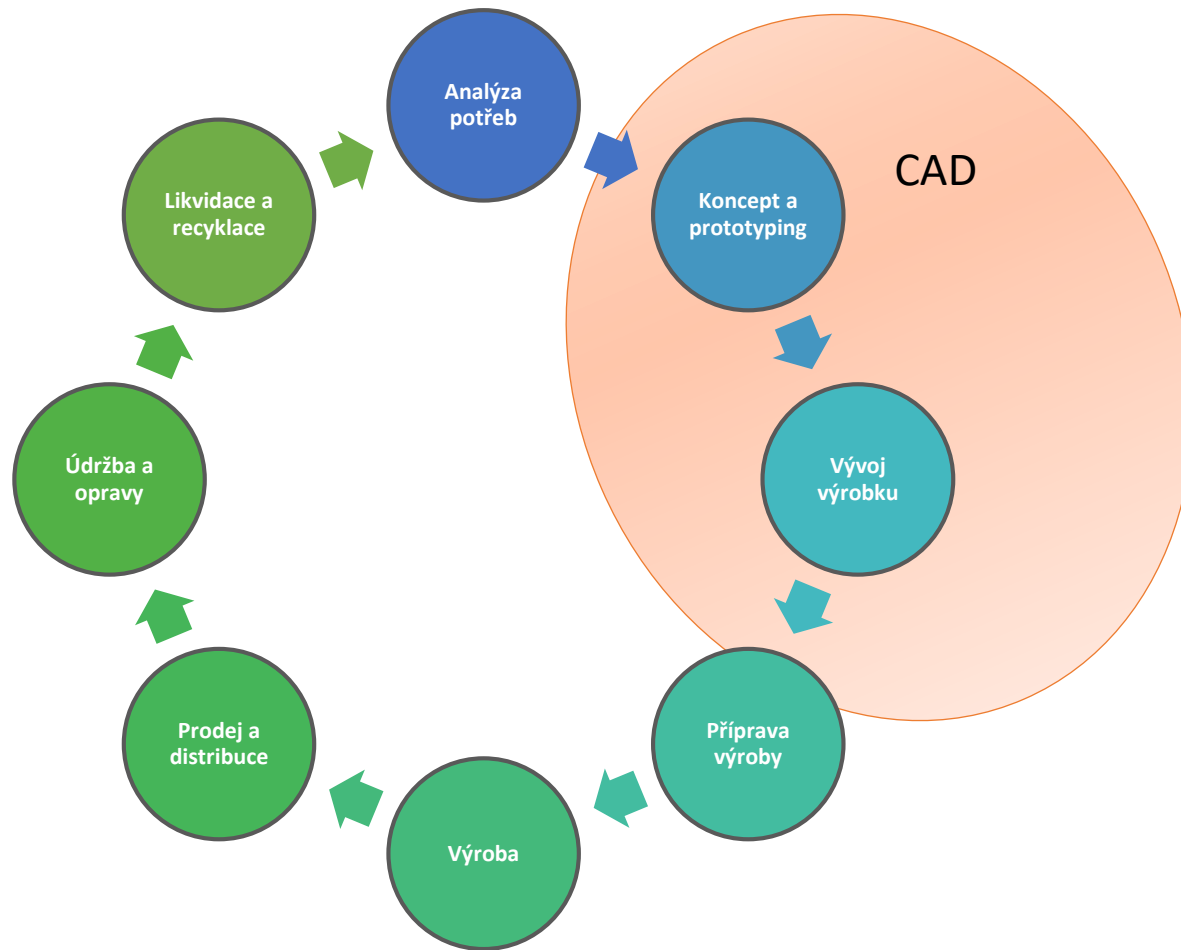 Analýza
potřeb
CAD
Koncept a
prototyping
Vývoj
výrobku
Příprava
výroby
Výroba
Prodej a
distribuce
Údržba a
opravy
Likvidace a
recyklace